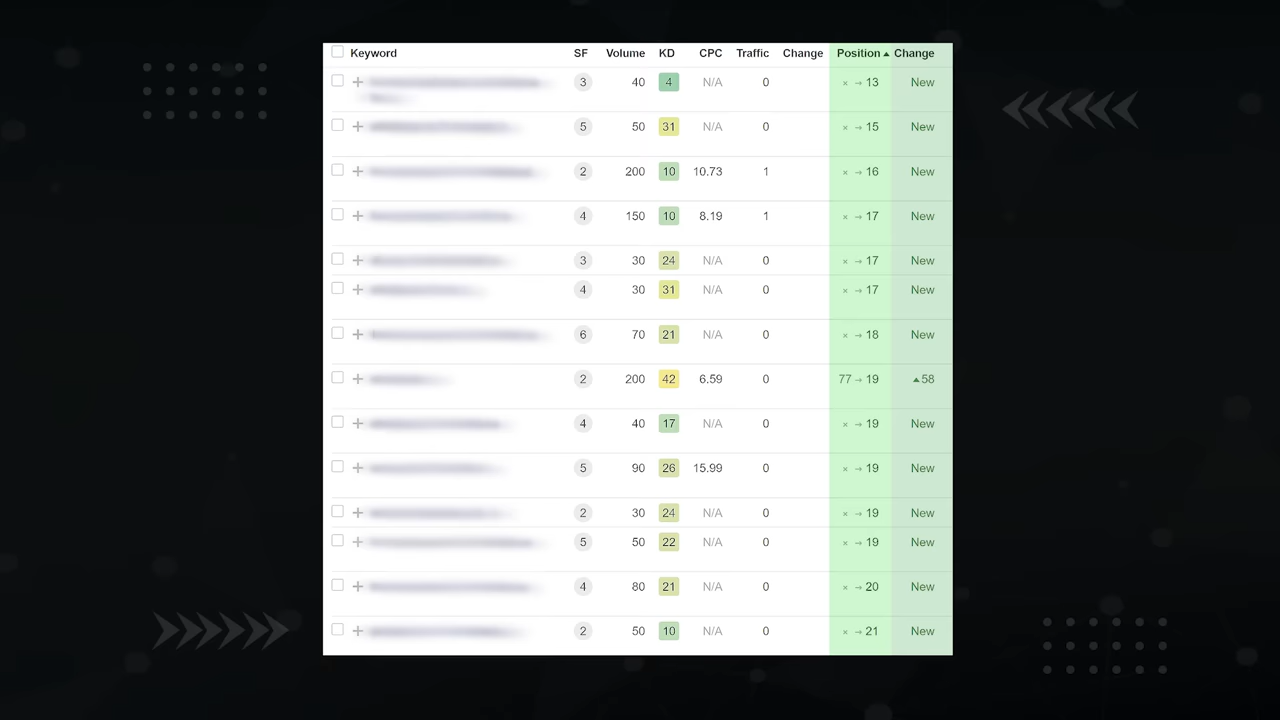 Keyword SF Volume KD CPC Traffic Change Position Change
3 40 4 N/A 0 × → 13 New
5 50 31 N/A 0 × → 15 New
2 200 10 10.73 1 × → 16 New
4 150 10 8.19 1 × → 17 New
3 30 24 N/A 0 × → 17 New
4 30 31 N/A 0 × → 17 New
6 70 21 N/A 0 × → 18 New
2 200 42 6.59 0 77 → 19 ▲58
4 40 17 N/A 0 × → 19 New
5 90 26 15.99 0 × → 19 New
2 30 24 N/A 0 × → 19 New
5 50 22 N/A 0 × → 19 New
4 80 21 N/A 0 × → 20 New
2 50 10 N/A 0 × → 21 New